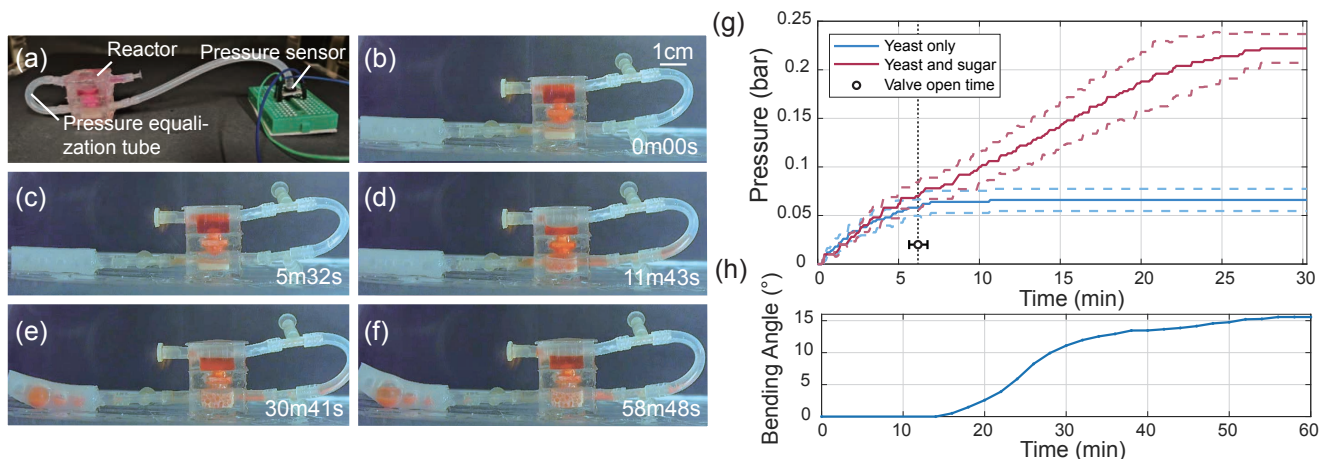 (a)
Reactor
Pressure sensor
Pressure equali-
zation tube
(b)
1cm
0m00s
(c)
5m32s
(d)
11m43s
(e)
30m41s
(f)
58m48s
(g)
Pressure (bar)
0.25
0.2
0.15
0.1
0.05
0
Yeast only
Yeast and sugar
Valve open time
0 5 10 15 20 25 30
Time (min)
(h)
Bending Angle (°)
15
10
5
0
0 10 20 30 40 50 60
Time (min)